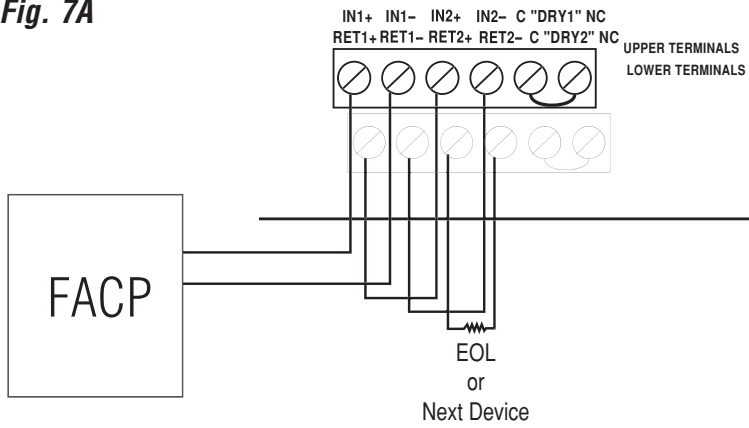 Fig. 7A
IN1+ IN1– IN2+ IN2– C "DRY1" NC
RET1+ RET1– RET2+ RET2– C "DRY2" NC
UPPER TERMINALS
LOWER TERMINALS
FACP
EOL
or
Next Device